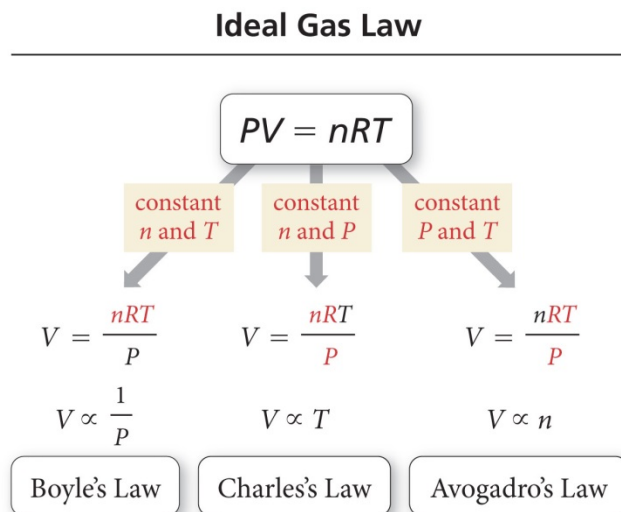 Ideal Gas Law
PV = nRT
constant n and T
constant n and P
constant P and T
V = nRT/P
V = nRT/P
V = nRT/P
V ∝ 1/P
V ∝ T
V ∝ n
Boyle's Law
Charles's Law
Avogadro's Law